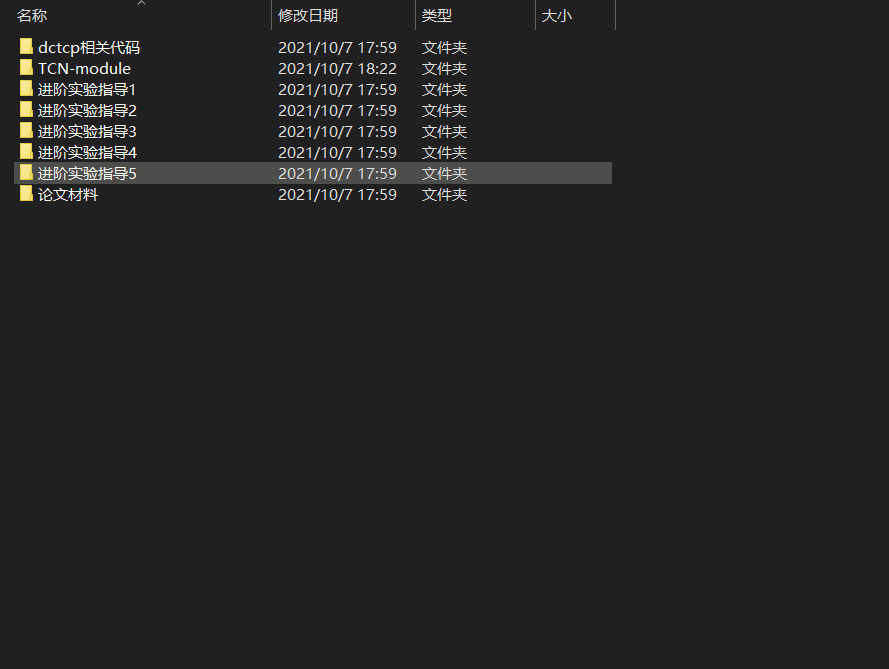 名称 修改日期 类型 大小
dctcp相关代码 2021/10/7 17:59 文件夹
TCN-module 2021/10/7 18:22 文件夹
进阶实验指导1 2021/10/7 17:59 文件夹
进阶实验指导2 2021/10/7 17:59 文件夹
进阶实验指导3 2021/10/7 17:59 文件夹
进阶实验指导4 2021/10/7 17:59 文件夹
进阶实验指导5 2021/10/7 17:59 文件夹
论文材料 2021/10/7 17:59 文件夹